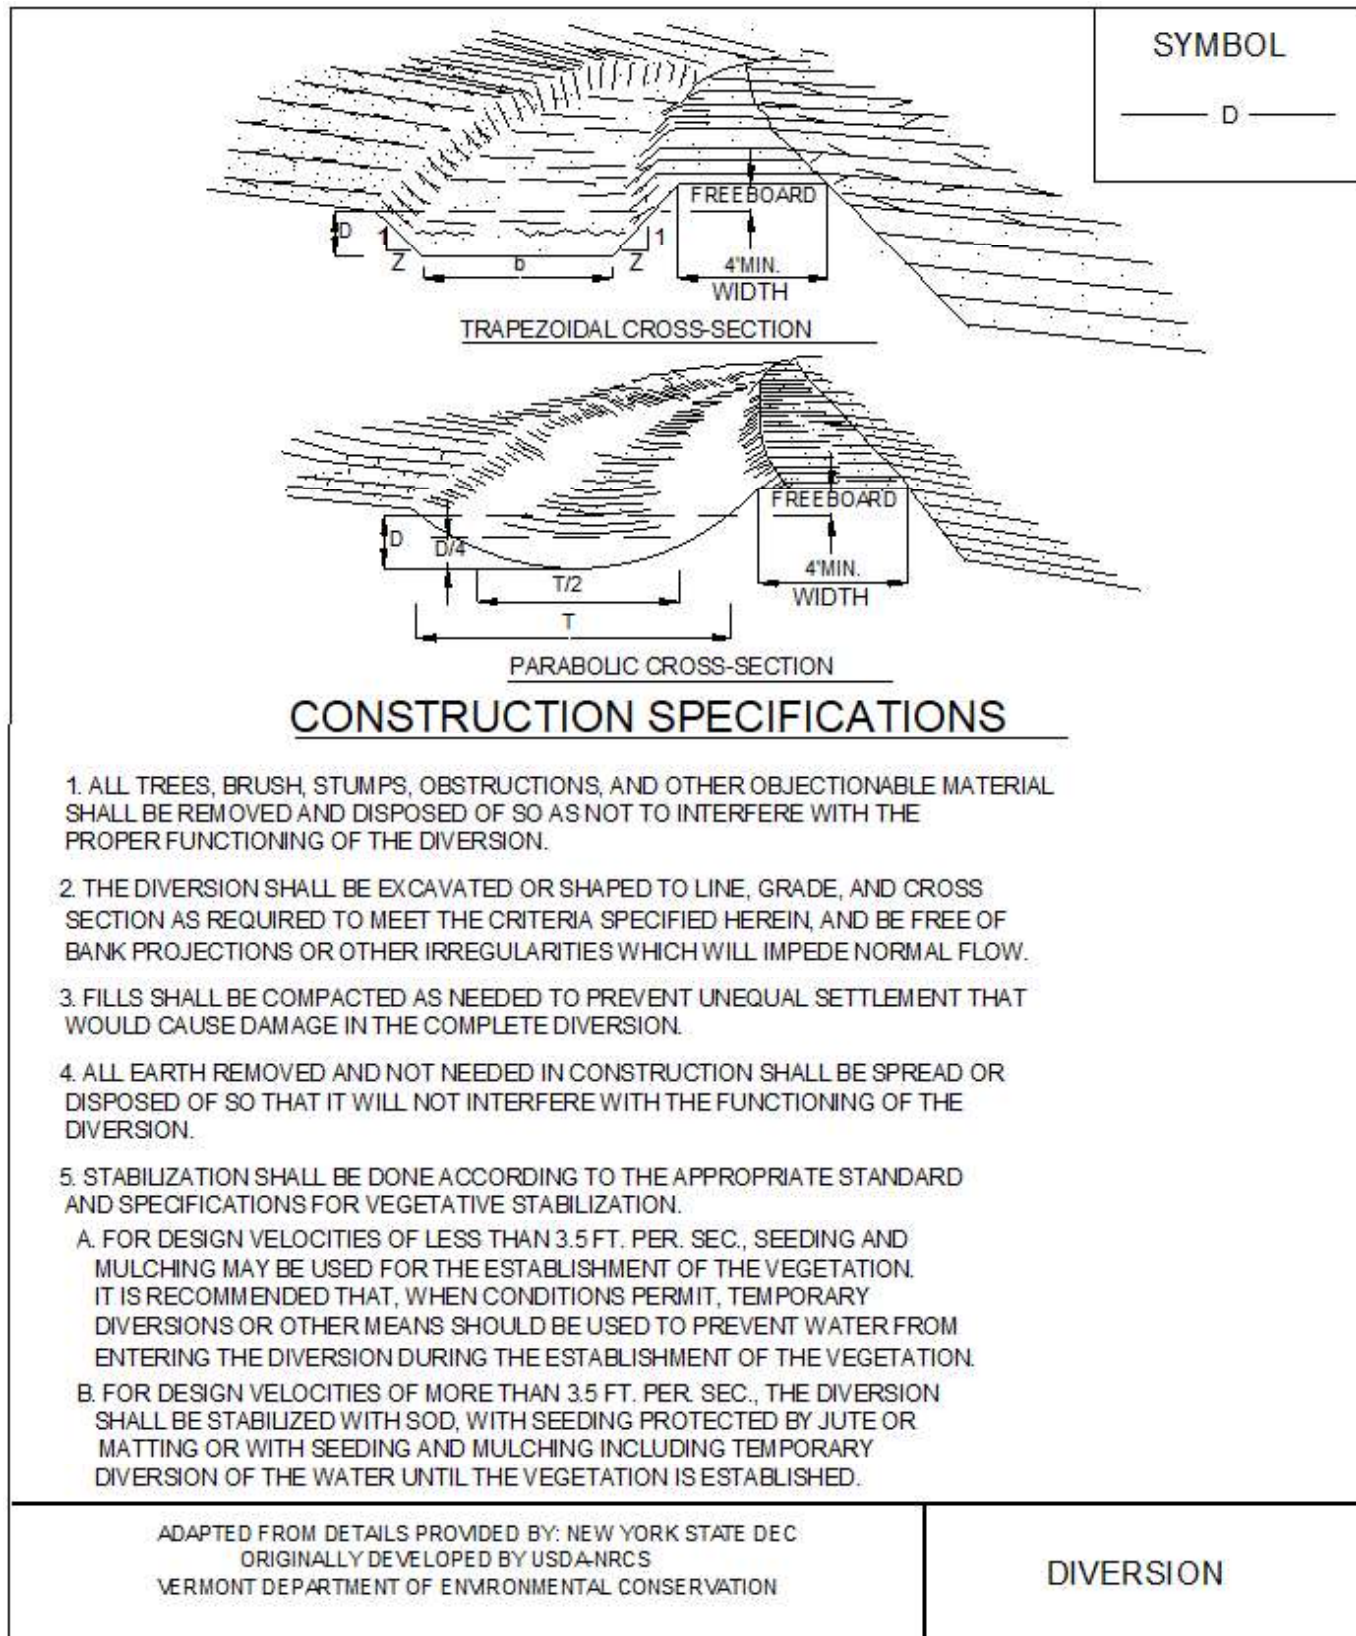 SYMBOL
D
FREEBOARD
D
1
Z
b
Z
1
4'MIN.
WIDTH
TRAPEZOIDAL CROSS-SECTION
FREEBOARD
D
D/4
T/2
T
4'MIN.
WIDTH
PARABOLIC CROSS-SECTION
CONSTRUCTION SPECIFICATIONS
1. ALL TREES, BRUSH, STUMPS, OBSTRUCTIONS, AND OTHER OBJECTIONABLE MATERIAL
SHALL BE REMOVED AND DISPOSED OF SO AS NOT TO INTERFERE WITH THE
PROPER FUNCTIONING OF THE DIVERSION.
2. THE DIVERSION SHALL BE EXCAVATED OR SHAPED TO LINE, GRADE, AND CROSS
SECTION AS REQUIRED TO MEET THE CRITERIA SPECIFIED HEREIN, AND BE FREE OF
BANK PROJECTIONS OR OTHER IRREGULARITIES WHICH WILL IMPEDE NORMAL FLOW.
3. FILLS SHALL BE COMPACTED AS NEEDED TO PREVENT UNEQUAL SETTLEMENT THAT
WOULD CAUSE DAMAGE IN THE COMPLETE DIVERSION.
4. ALL EARTH REMOVED AND NOT NEEDED IN CONSTRUCTION SHALL BE SPREAD OR
DISPOSED OF SO THAT IT WILL NOT INTERFERE WITH THE FUNCTIONING OF THE
DIVERSION.
5. STABILIZATION SHALL BE DONE ACCORDING TO THE APPROPRIATE STANDARD
AND SPECIFICATIONS FOR VEGETATIVE STABILIZATION.
A. FOR DESIGN VELOCITIES OF LESS THAN 3.5 FT. PER. SEC., SEEDING AND
MULCHING MAY BE USED FOR THE ESTABLISHMENT OF THE VEGETATION.
IT IS RECOMMENDED THAT, WHEN CONDITIONS PERMIT, TEMPORARY
DIVERSIONS OR OTHER MEANS SHOULD BE USED TO PREVENT WATER FROM
ENTERING THE DIVERSION DURING THE ESTABLISHMENT OF THE VEGETATION.
B. FOR DESIGN VELOCITIES OF MORE THAN 3.5 FT. PER. SEC., THE DIVERSION
SHALL BE STABILIZED WITH SOD, WITH SEEDING PROTECTED BY JUTE OR
MATTING OR WITH SEEDING AND MULCHING INCLUDING TEMPORARY
DIVERSION OF THE WATER UNTIL THE VEGETATION IS ESTABLISHED.
ADAPTED FROM DETAILS PROVIDED BY: NEW YORK STATE DEC
ORIGINALLY DEVELOPED BY USDA-NRCS
VERMONT DEPARTMENT OF ENVIRONMENTAL CONSERVATION
DIVERSION